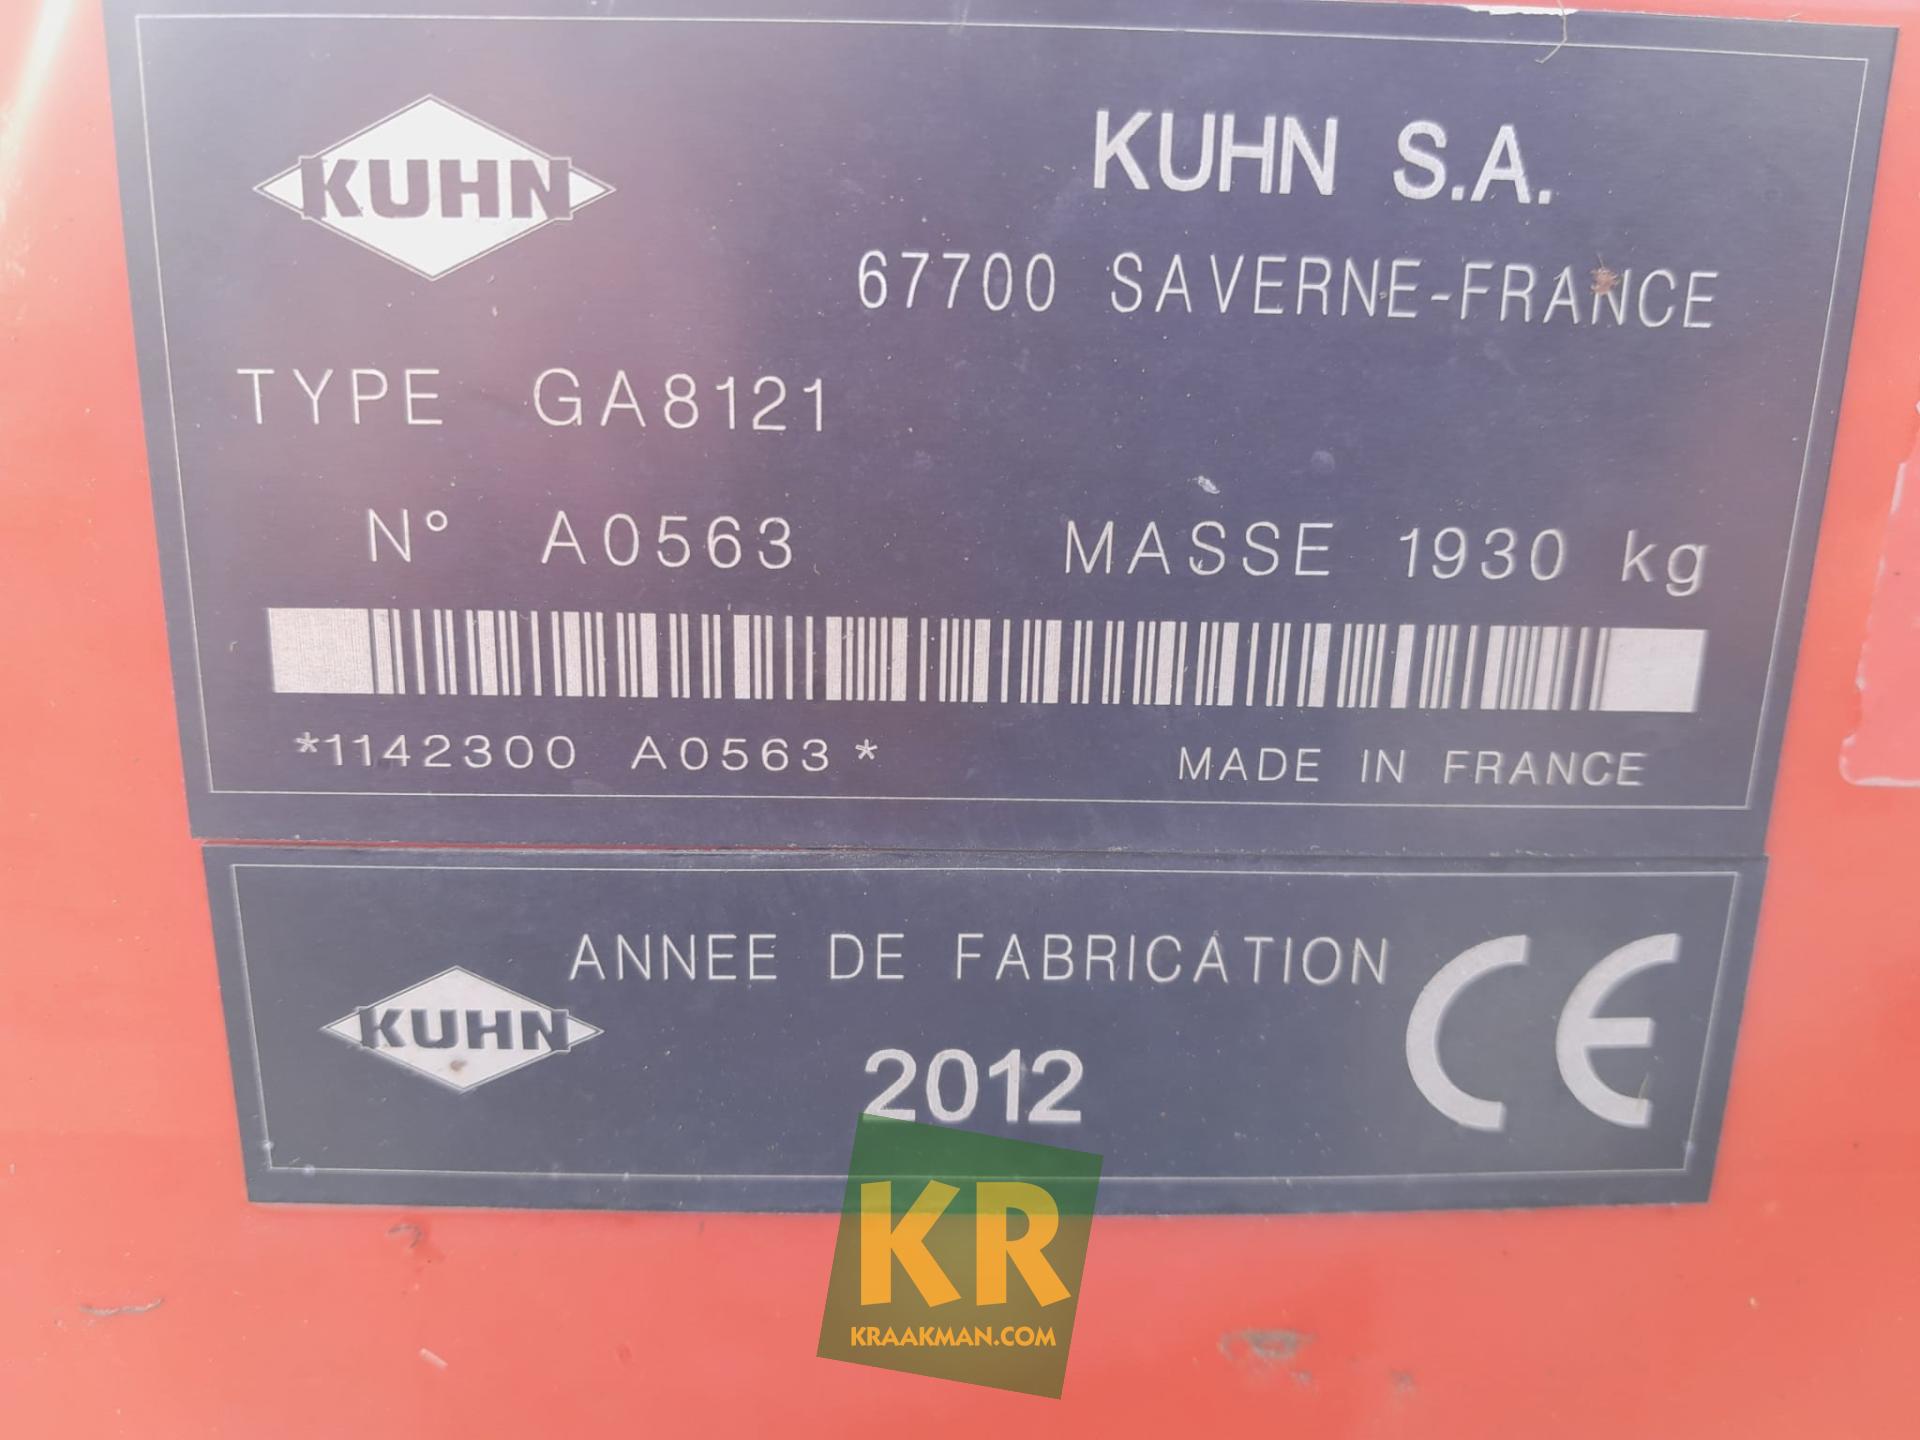 KUHN
KUHN S.A.
67700 SAVERNE-FRANCE
TYPE GA8121
N° A0563 MASSE 1930 kg
*1142300 A0563*
MADE IN FRANCE
ANNEE DE FABRICATION
KUHN
2012
CE
KR
KRAAKMAN.COM